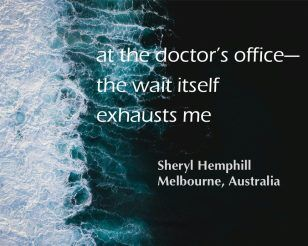 at the doctor's office—
the wait itself
exhausts me
Sheryl Hemphill
Melbourne, Australia